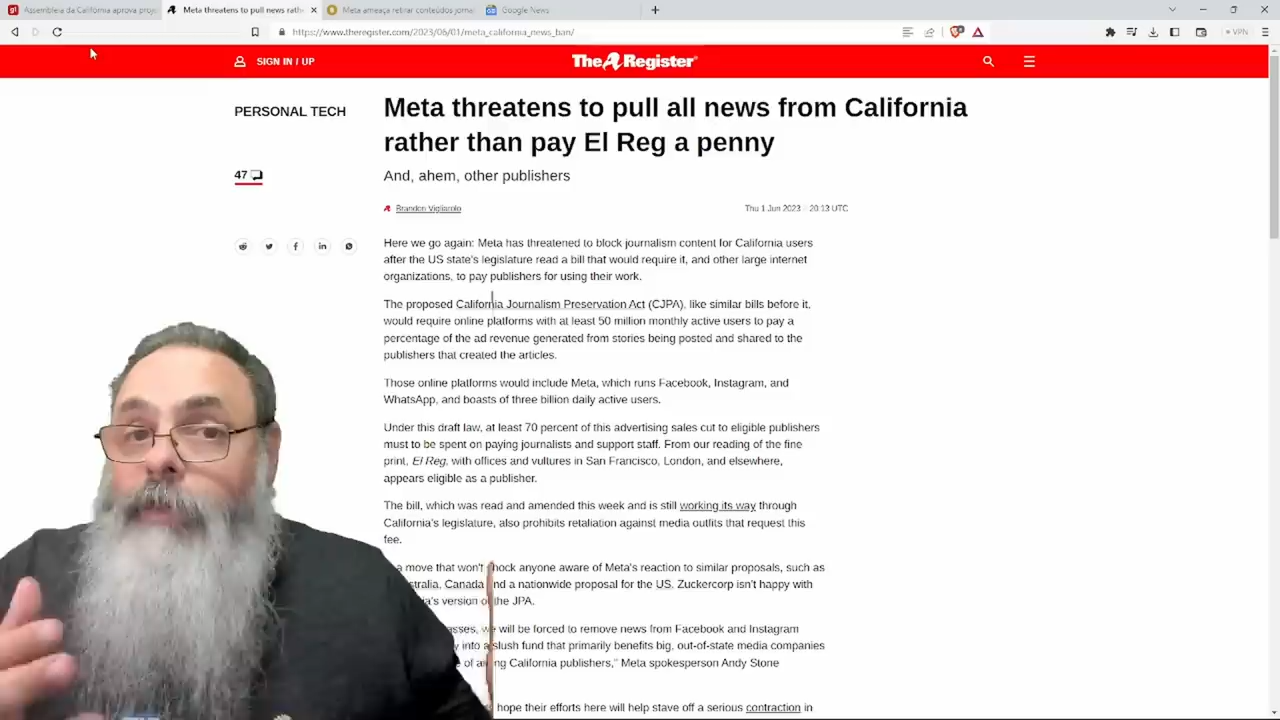 Assembleia da Califórnia aprova proj
Meta threatens to pull news rath
Meta ameaça retirar conteúdos jorna
Google News
https://www.theregister.com/2023/06/01/meta_california_news_ban/
VPN
SIGN IN / UP
The Register
PERSONAL TECH
Meta threatens to pull all news from California
rather than pay El Reg a penny
47
And, ahem, other publishers
Brandon Vigliarolo
Thu 1 Jun 2023
20:13 UTC
Here we go again: Meta has threatened to block journalism content for California users
after the US state's legislature read a bill that would require it, and other large internet
organizations, to pay publishers for using their work.
The proposed California Journalism Preservation Act (CJPA), like similar bills before it,
would require online platforms with at least 50 million monthly active users to pay a
percentage of the ad revenue generated from stories being posted and shared to the
publishers that created the articles.
Those online platforms would include Meta, which runs Facebook, Instagram, and
WhatsApp, and boasts of three billion daily active users.
Under this draft law, at least 70 percent of this advertising sales cut to eligible publishers
must to be spent on paying journalists and support staff. From our reading of the fine
print, El Reg, with offices and vultures in San Francisco, London, and elsewhere,
appears eligible as a publisher.
The bill, which was read and amended this week and is still working its way through
California's legislature, also prohibits retaliation against media outfits that request this
fee.
a move that won't shock anyone aware of Meta's reaction to similar proposals, such as
Canada and a nationwide proposal for the US, Zuckercorp isn't happy with
version of the JPA.
we will be forced to remove news from Facebook and Instagram
into a slush fund that primarily benefits big, out-of-state media companies
of aiding California publishers," Meta spokesperson Andy Stone
hope their efforts here will help stave off a serious contraction in